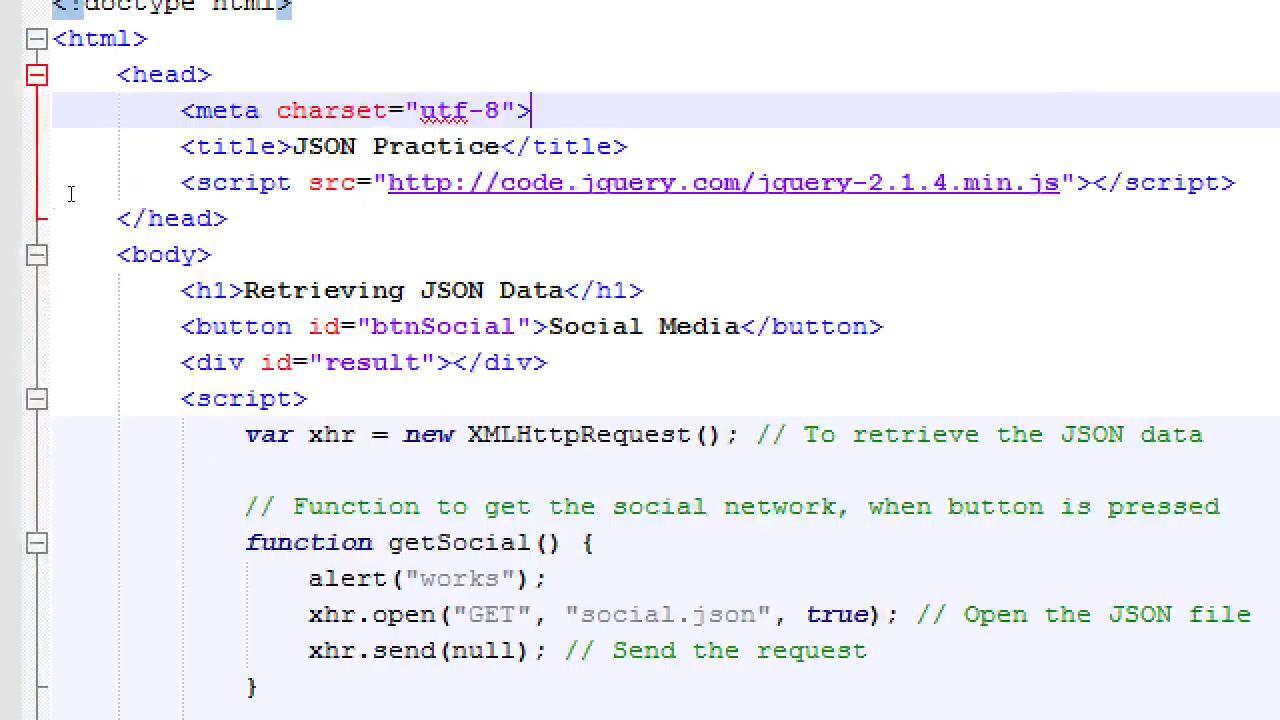 <!doctype html>
<html>
<head>
<meta charset="utf-8">
<title>JSON Practice</title>
<script src="http://code.jquery.com/jquery-2.1.4.min.js"></script>
</head>
<body>
<h1>Retrieving JSON Data</h1>
<button id="btnSocial">Social Media</button>
<div id="result"></div>
<script>
var xhr = new XMLHttpRequest(); // To retrieve the JSON data
// Function to get the social network, when button is pressed
function getSocial() {
alert("works");
xhr.open("GET", "social.json", true); // Open the JSON file
xhr.send(null); // Send the request
}